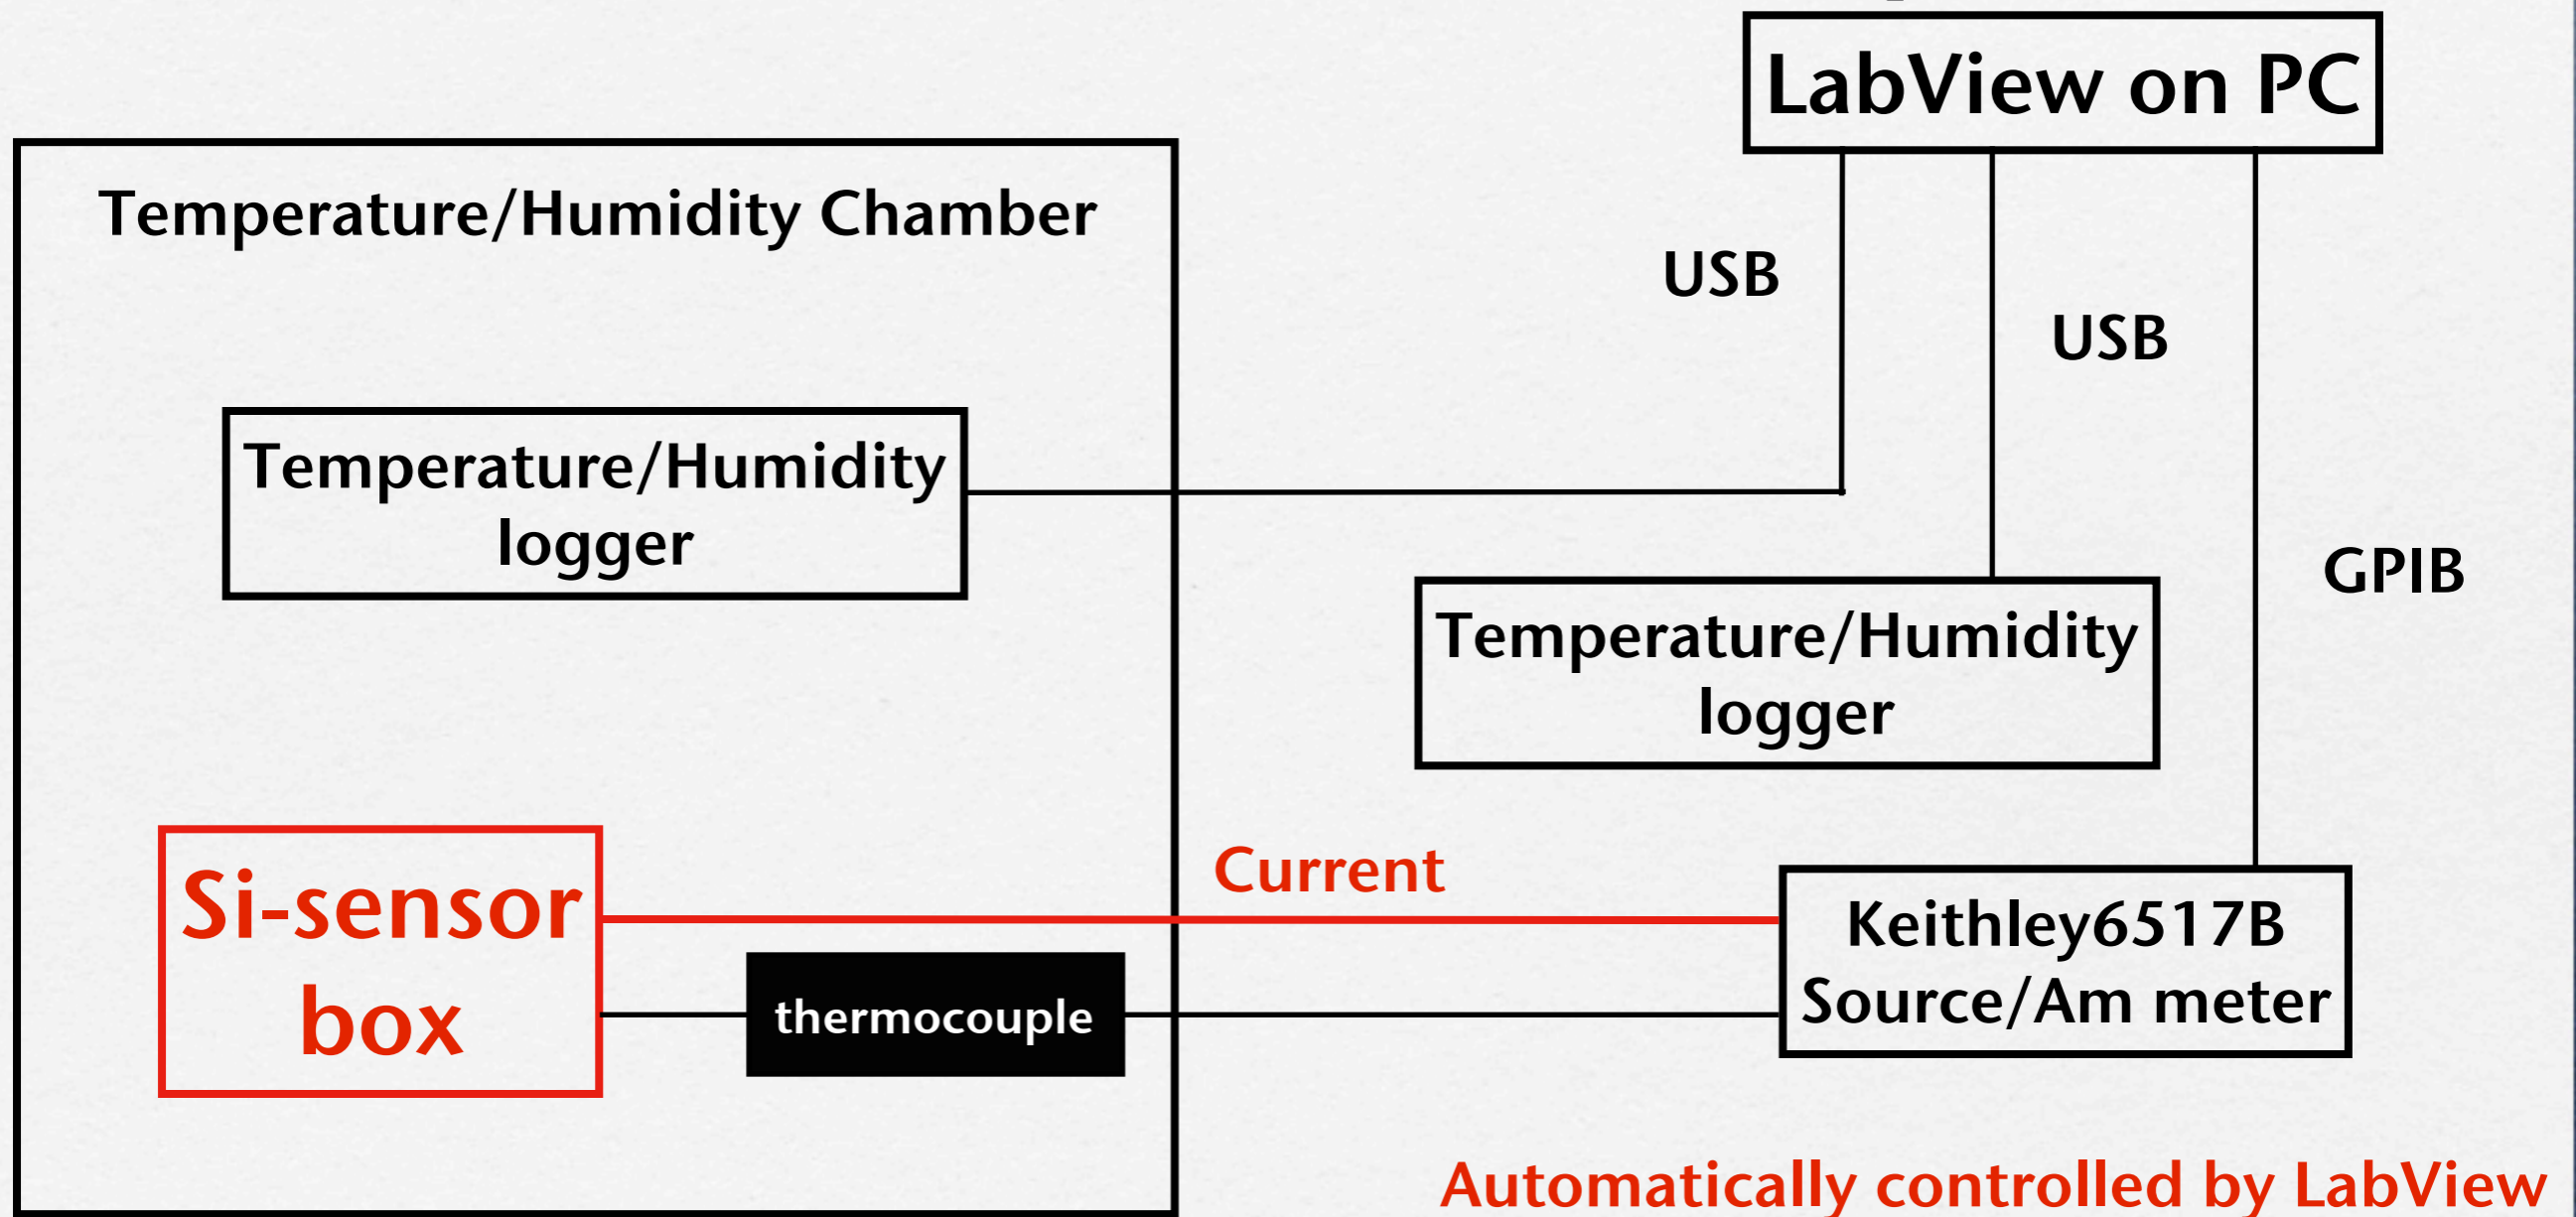 LabView on PC
Temperature/Humidity Chamber
USB
USB
Temperature/Humidity
logger
GPIB
Temperature/Humidity
logger
Current
Si-sensor
box
thermocouple
Keithley6517B
Source/Am meter
Automatically controlled by LabView